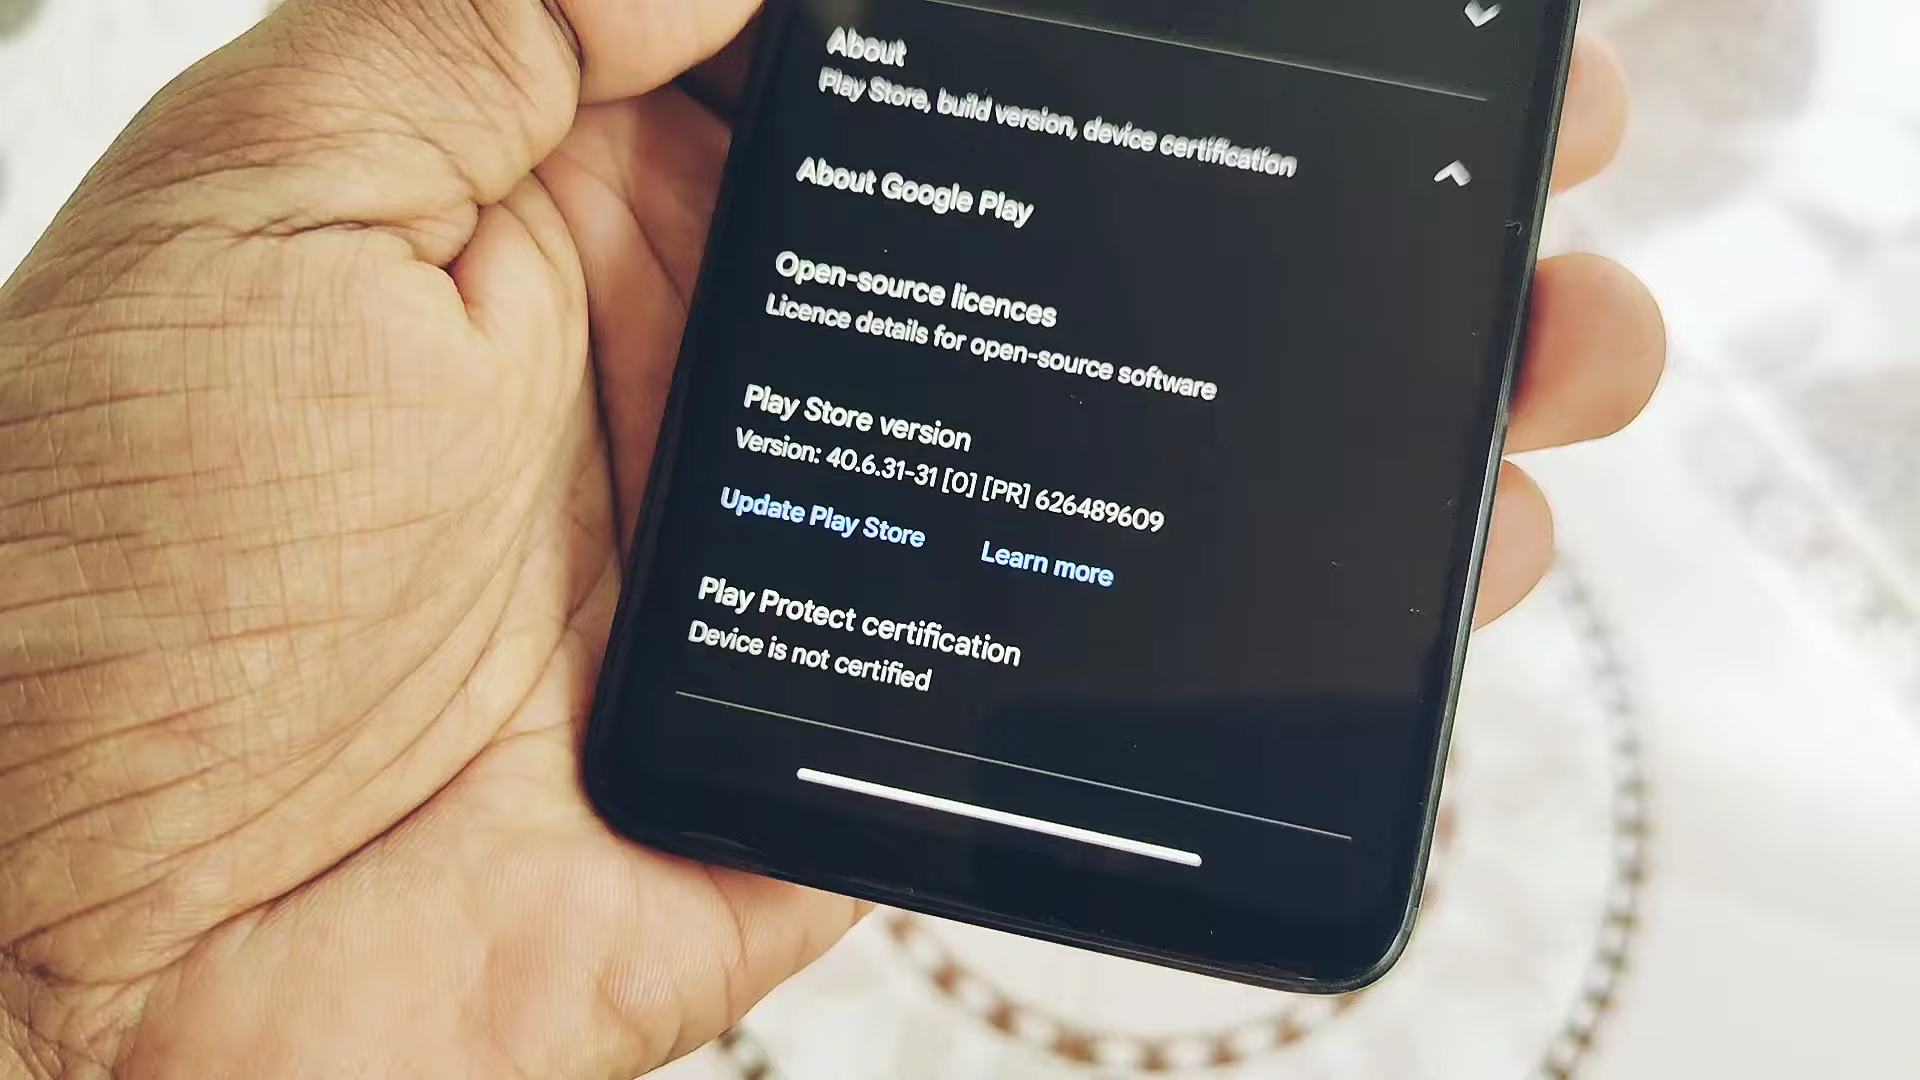 About
Play Store, build version, device certification
About Google Play
Open-source licences
Licence details for open-source software
Play Store version
Version: 40.6.31-31 [0] [PR] 626489609
Update Play Store
Learn more
Play Protect certification
Device is not certified